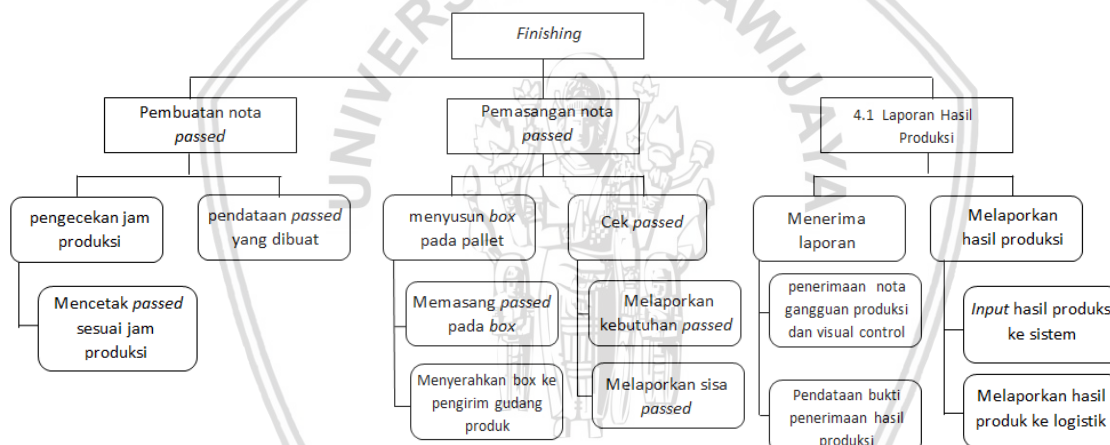 UNIVERSITAS BRAWIJAYA
Finishing
Pembuatan nota
passed
Pemasangan nota
passed
4.1 Laporan Hasil
Produksi
pengecekan jam
produksi
pendataan passed
yang dibuat
menyusun box
pada pallet
Cek passed
Menerima
laporan
Melaporkan
hasil produksi
Mencetak passed
sesuai jam
produksi
Memasang passed
pada box
Melaporkan
kebutuhan passed
penerimaan nota
gangguan produksi
dan visual control
Input hasil produks
ke sistem
Menyerahkan box ke
pengirim gudang
produk
Melaporkan sisa
passed
Pendataan bukti
penerimaan hasil
produksi
Melaporkan hasil
produk ke logistik